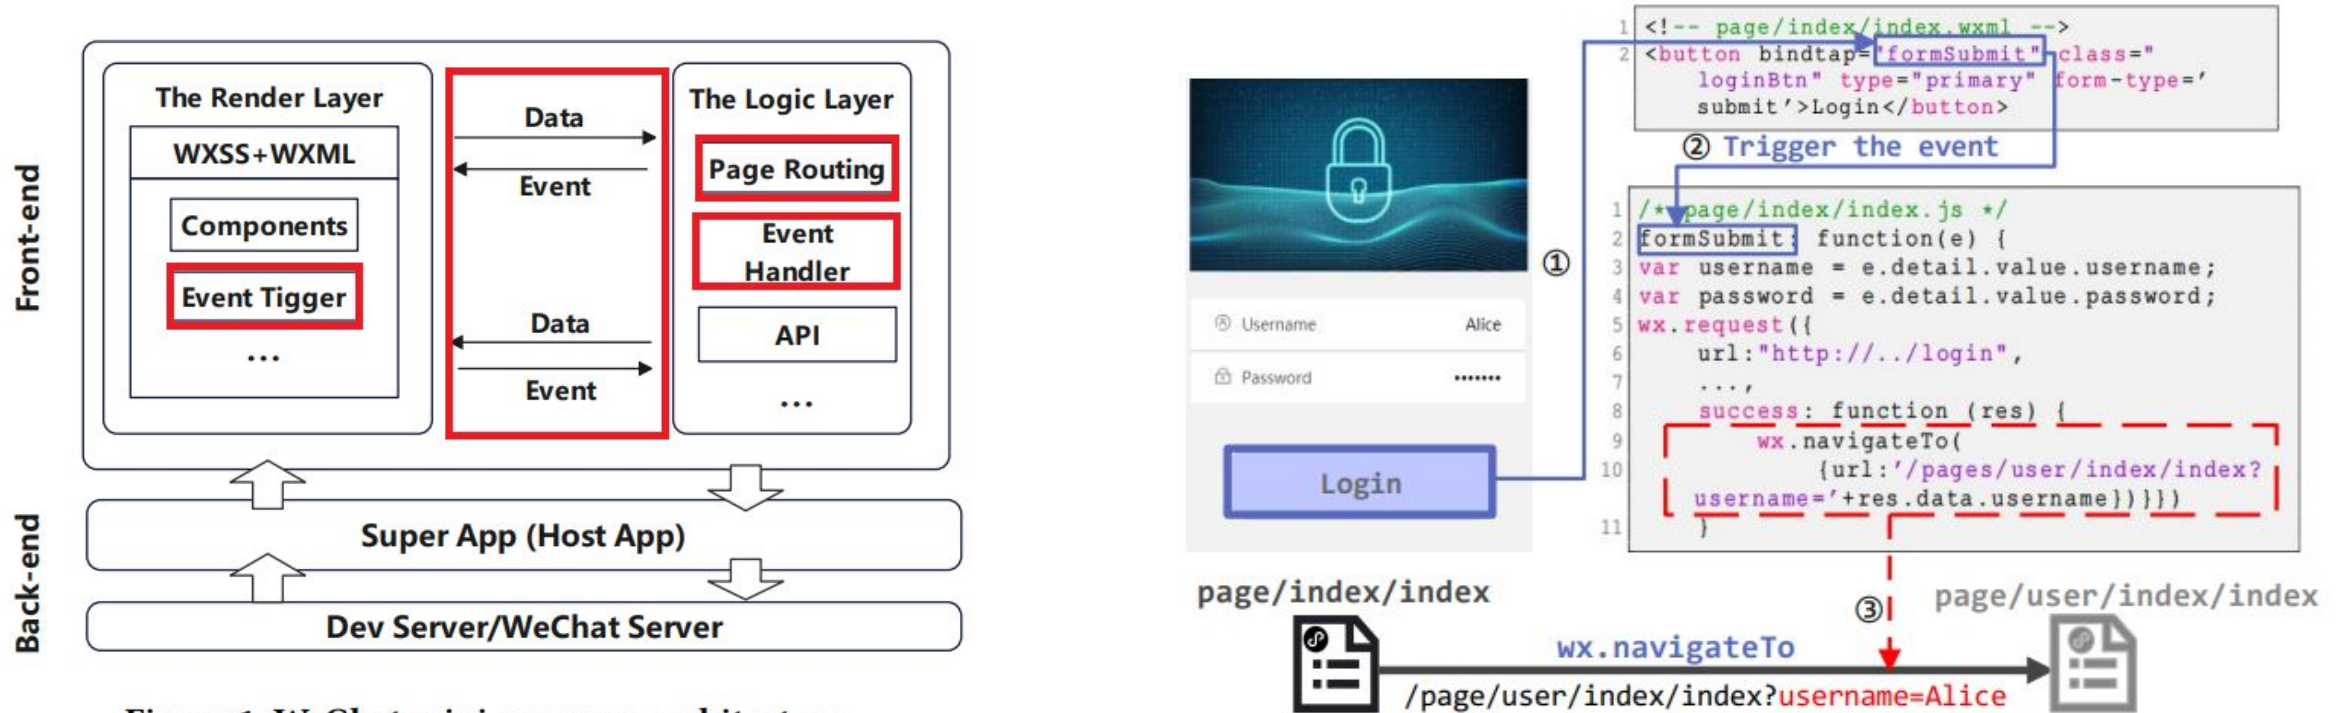 Front-end
The Render Layer
WXSS+WXML
Components
Event Tigger
...
Data
Event
Data
Event
The Logic Layer
Page Routing
Event
Handler
API
...
Back-end
Super App (Host App)
Dev Server/WeChat Server
Username
Alice
Password
•••••••
Login
①
1 <!-- page/index/index.wxml -->
2 <button bindtap="formSubmit" class="
loginBtn" type="primary" form-type='
submit'>Login</button>
② Trigger the event
1 /* page/index/index.js */
2 formSubmit: function(e) {
3 var username = e.detail.value.username;
4 var password = e.detail.value.password;
5 wx.request({
6 url:"http://../login",
7 ...,
8 success: function (res) {
9 wx.navigateTo(
10 {url:'/pages/user/index/index?
username='+res.data.username})}})
11 }
page/index/index
③
page/user/index/index
wx.navigateTo
/page/user/index/index?username=Alice